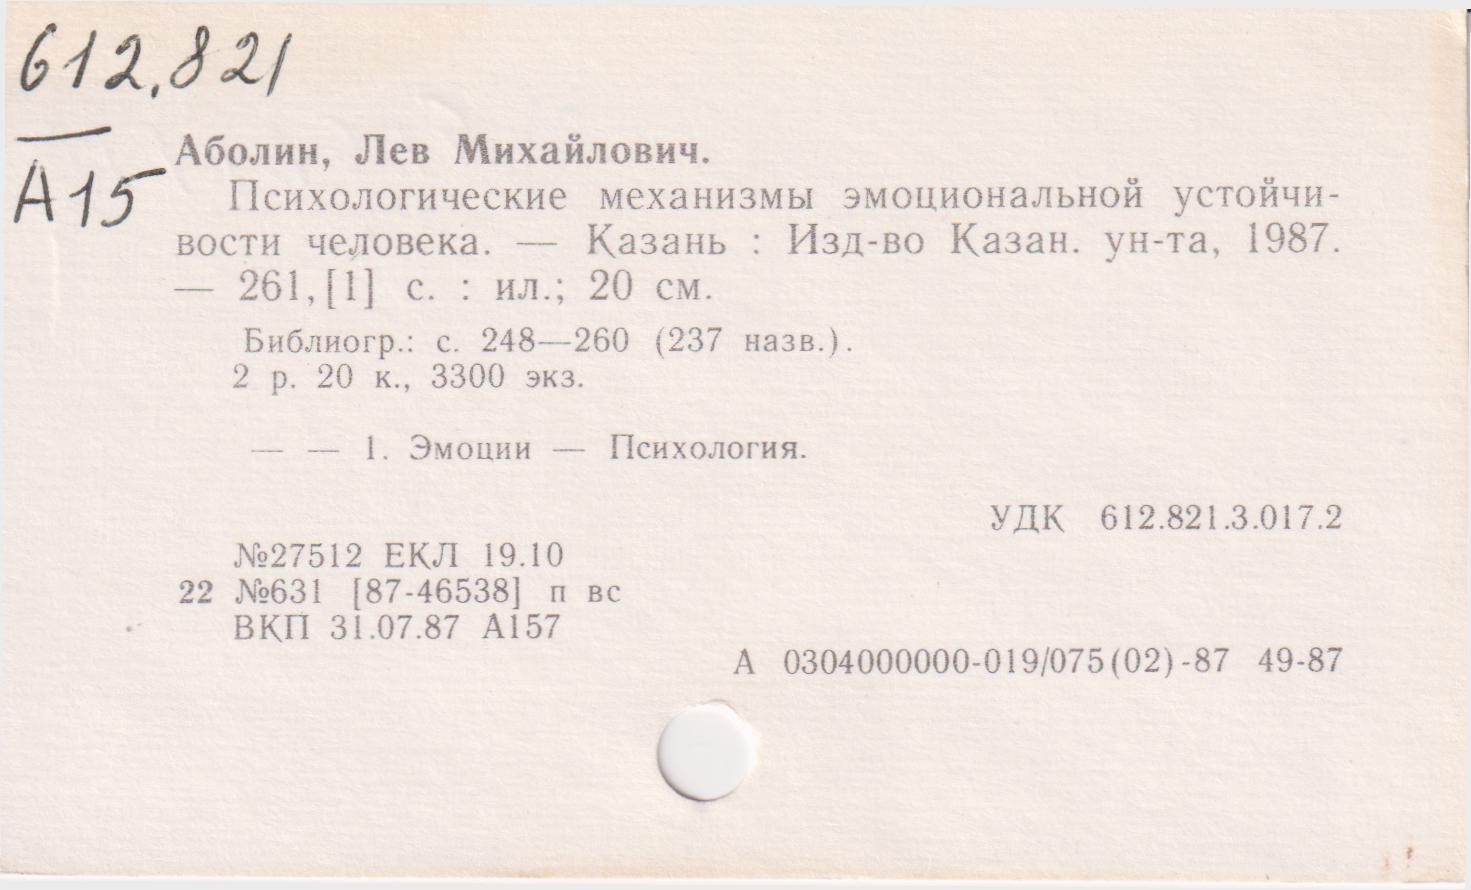 612.821
А15
Аболин, Лев Михайлович.
Психологические механизмы эмоциональной устойчи-
вости человека. — Казань : Изд-во Казан. ун-та, 1987.
— 261,[1] с. : ил.; 20 см.
Библиогр.: с. 248—260 (237 назв.).
2 р. 20 к., 3300 экз.
— — 1. Эмоции — Психология.
УДК 612.821.3.017.2
№27512 ЕКЛ 19.10
22 №631 [87-46538] п вс
ВКП 31.07.87 А157
А 0304000000-019/075(02)-87 49-87